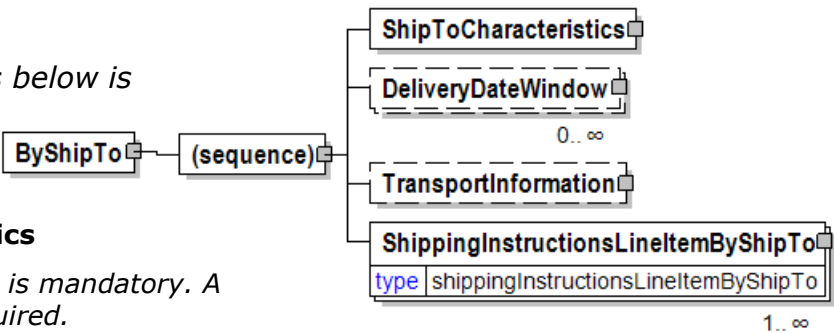 ShipToCharacteristics
below is
DeliveryDateWindow
0.. ∞
ByShipTo
(sequence)
TransportInformation
ics
ShippingInstructionsLineItemByShipTo
is mandatory. A
type shippingInstructionsLineItemByShipTo
uired.
1.. ∞